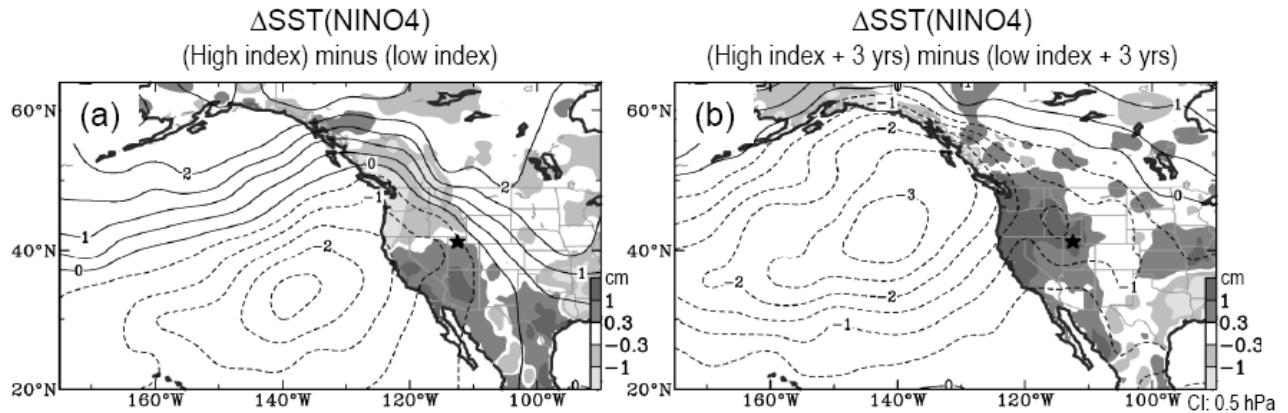 ΔSST(NINO4)
(High index) minus (low index)
ΔSST(NINO4)
(High index + 3 yrs) minus (low index + 3 yrs)
(a)
60°N
40°N
20°N
160°W
140°W
120°W
100°W
2
1
0
0
-1
-2
2
1
0
cm
1
0.3
-0.3
-1
(b)
60°N
40°N
20°N
160°W
140°W
120°W
100°W
1
0
-1
-2
-3
-2
-2
-1
1
0
-1
0
cm
1
0.3
-0.3
-1
CI: 0.5 hPa